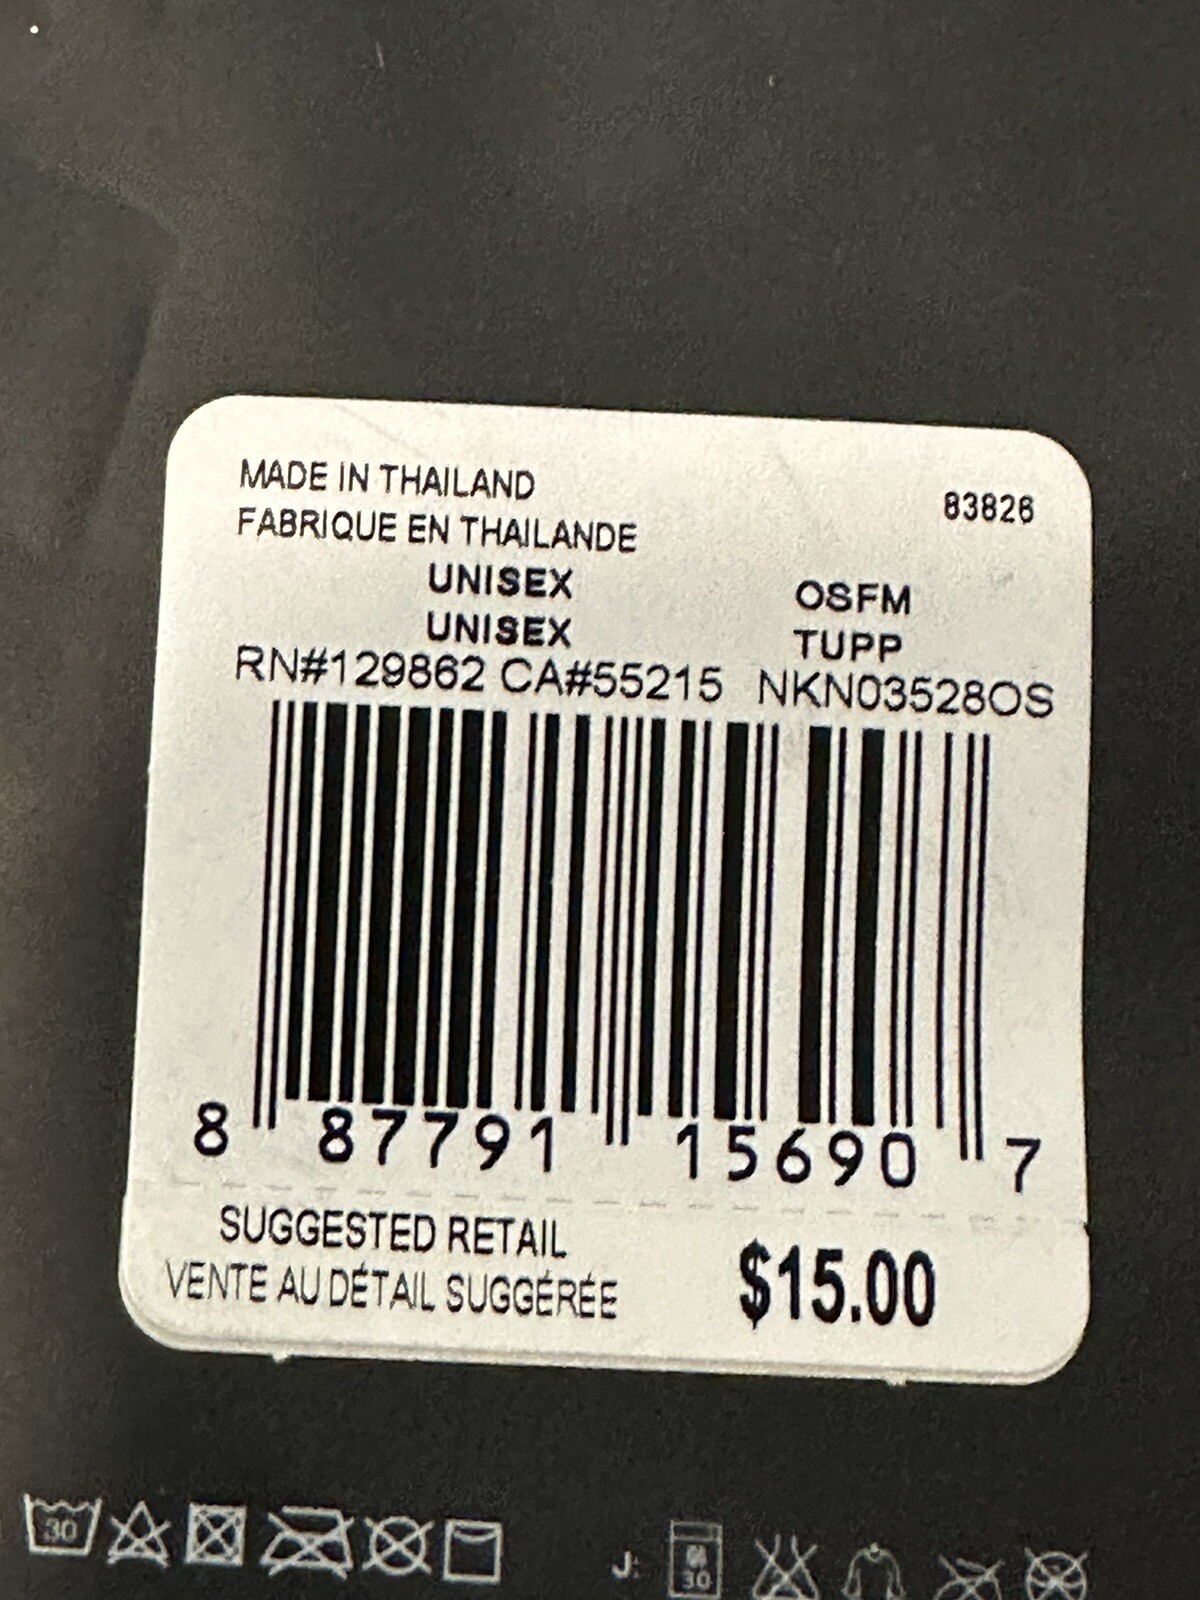 MADE IN THAILAND
83826
FABRIQUE EN THAILANDE
UNISEX OSFM
UNISEX TUPP
RN#129862 CA#55215 NKN03528OS
8 87791 15690 7
SUGGESTED RETAIL
VENTE AU DÉTAIL SUGGÉRÉE
$15.00
30
J:
30